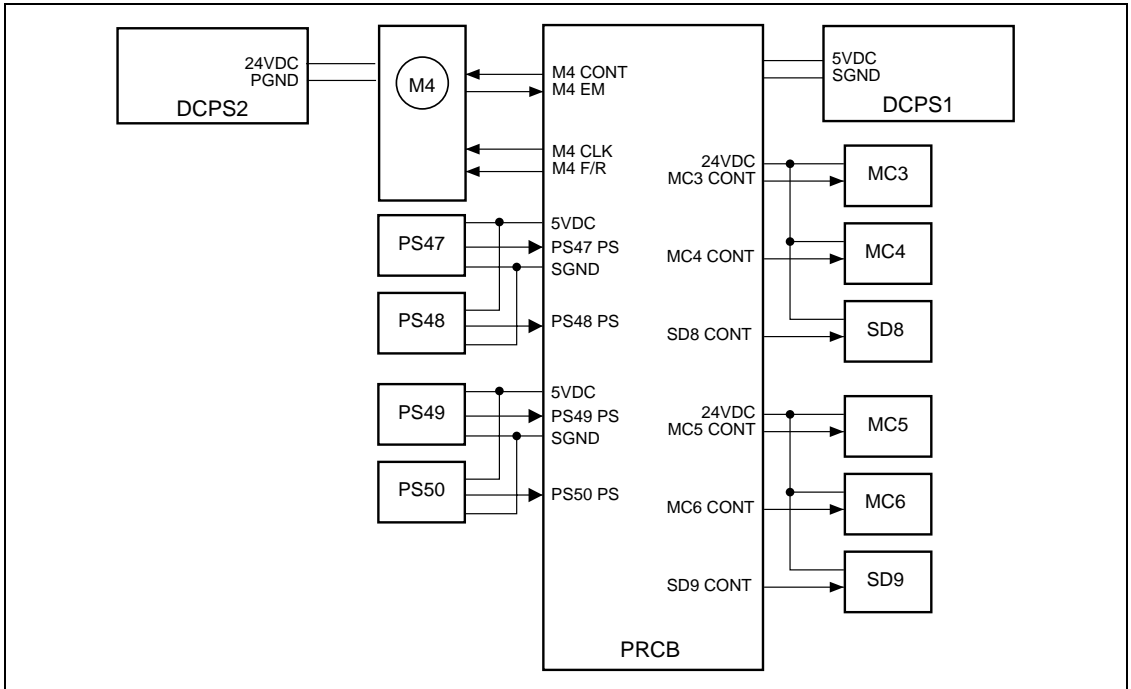 24VDC
PGND
DCPS2
M4
M4 CONT
M4 EM
M4 CLK
M4 F/R
5VDC
SGND
DCPS1
24VDC
MC3 CONT
MC3
MC4 CONT
MC4
SD8 CONT
SD8
PS47
5VDC
PS47 PS
SGND
PS48
PS48 PS
PS49
5VDC
PS49 PS
SGND
PS50
PS50 PS
24VDC
MC5 CONT
MC5
MC6 CONT
MC6
SD9 CONT
SD9
PRCB